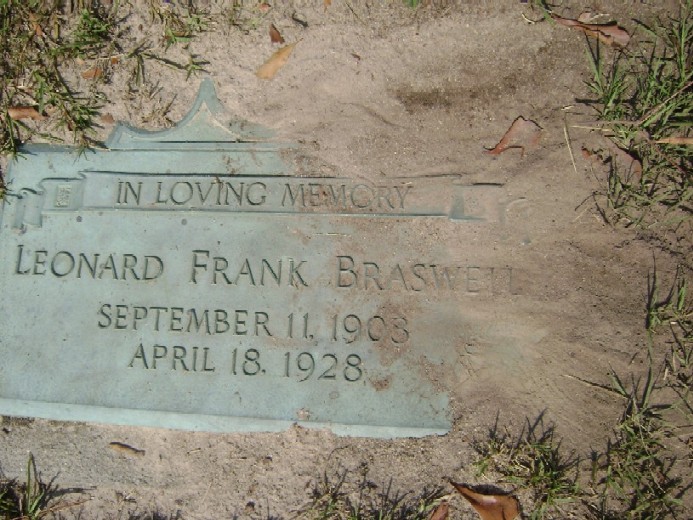 IN LOVING MEMORY
LEONARD FRANK BRASWELL
SEPTEMBER 11, 1903
APRIL 18, 1928